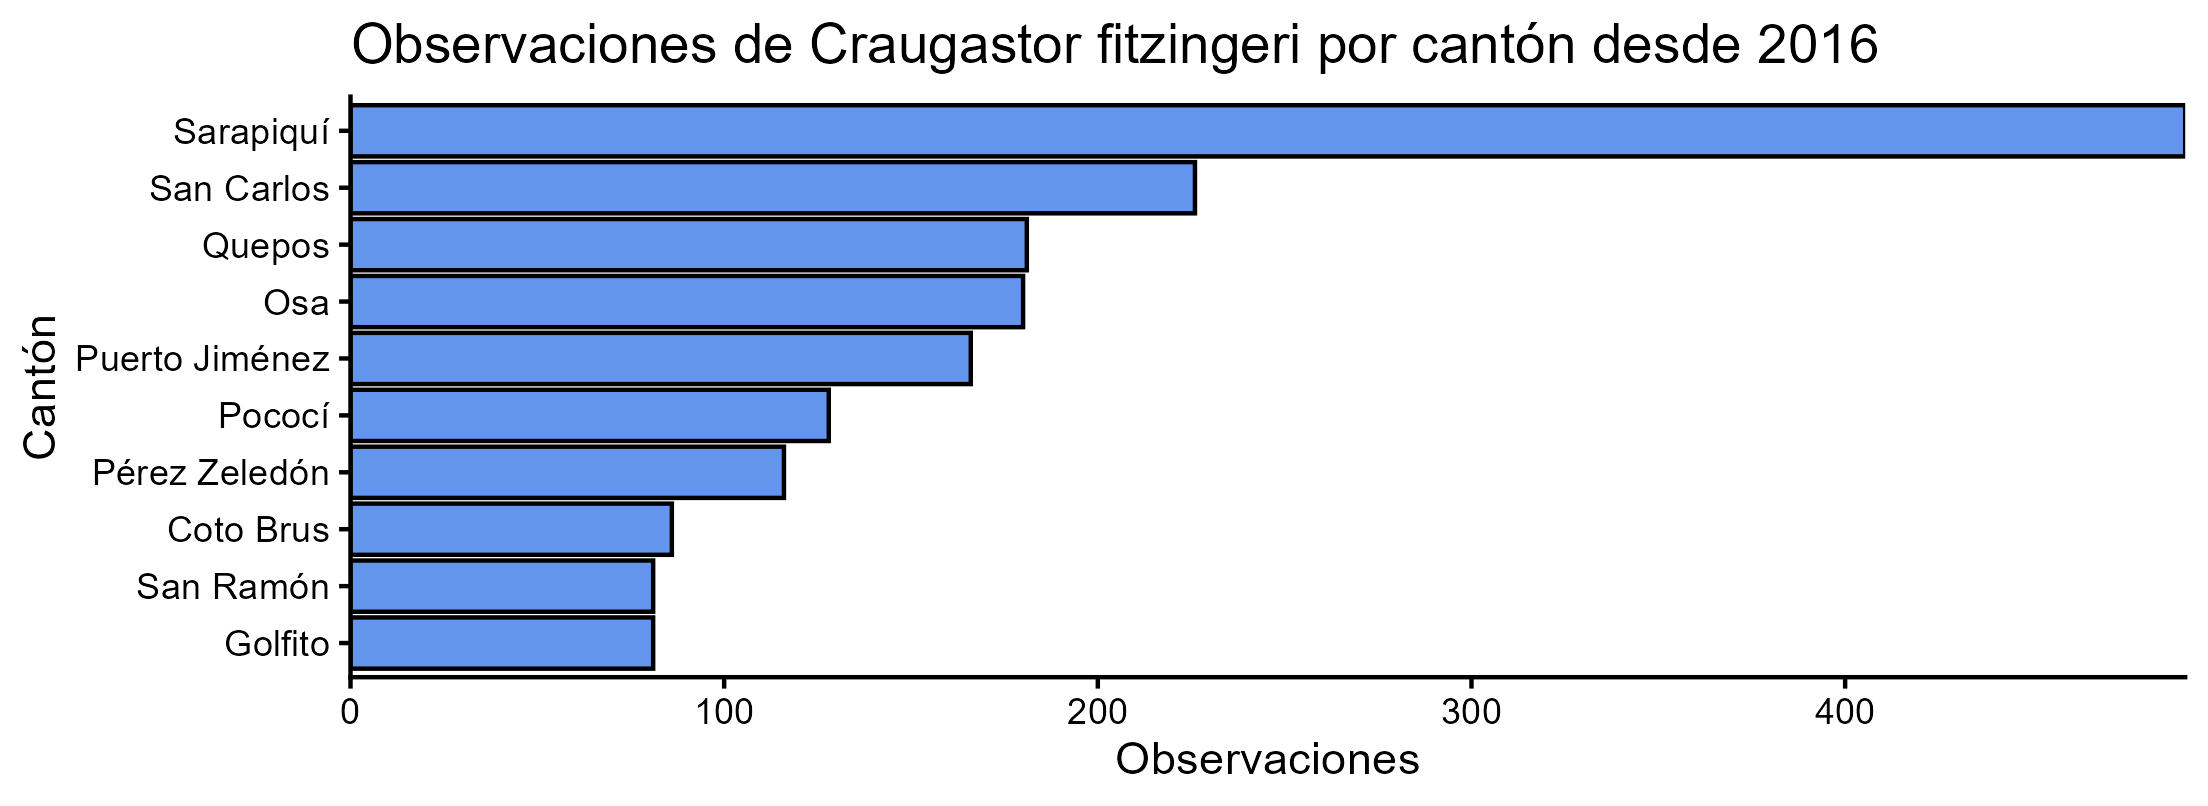 Observaciones de Craugastor fitzingeri por cantón desde 2016
Sarapiquí
San Carlos
Quepos
Osa
Puerto Jiménez
Pococí
Pérez Zeledón
Coto Brus
San Ramón
Golfito
Cantón
0 100 200 300 400
Observaciones